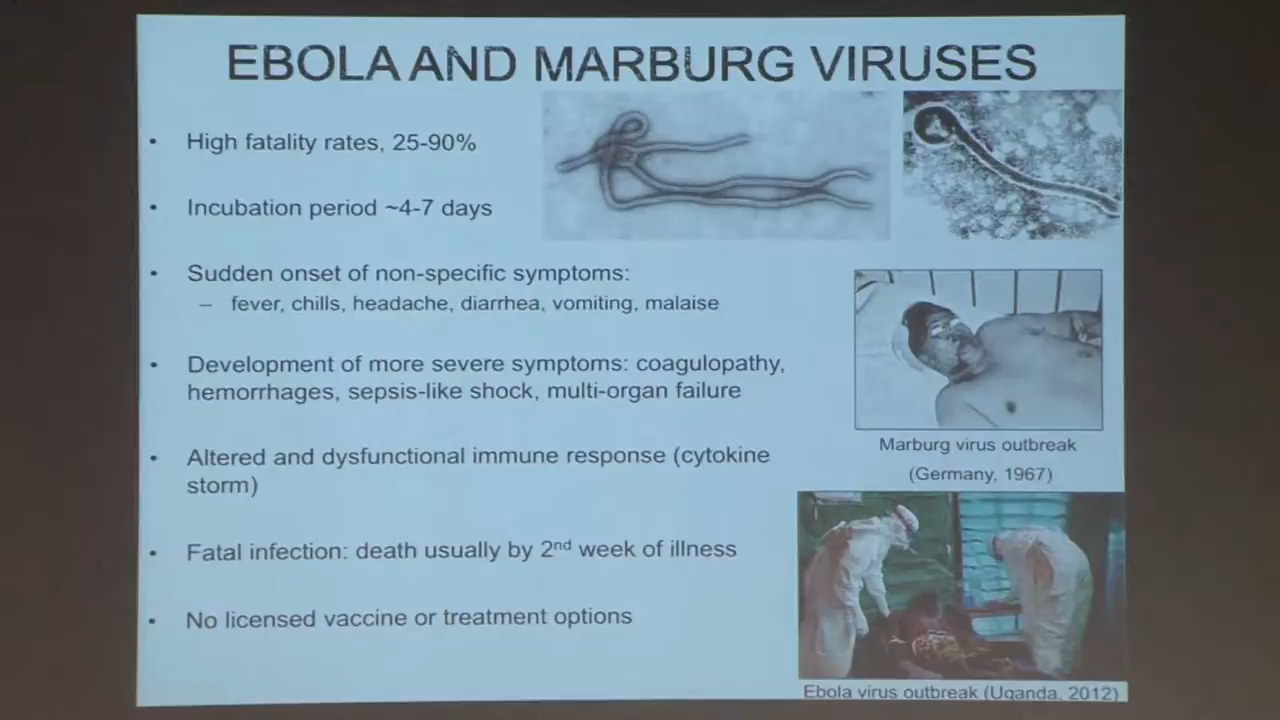 EBOLA AND MARBURG VIRUSES
• High fatality rates, 25-90%
• Incubation period ~4-7 days
• Sudden onset of non-specific symptoms:
– fever, chills, headache, diarrhea, vomiting, malaise
• Development of more severe symptoms: coagulopathy,
hemorrhages, sepsis-like shock, multi-organ failure
• Altered and dysfunctional immune response (cytokine
storm)
• Fatal infection: death usually by 2nd week of illness
• No licensed vaccine or treatment options
Marburg virus outbreak
(Germany, 1967)
Ebola virus outbreak (Uganda, 2012)